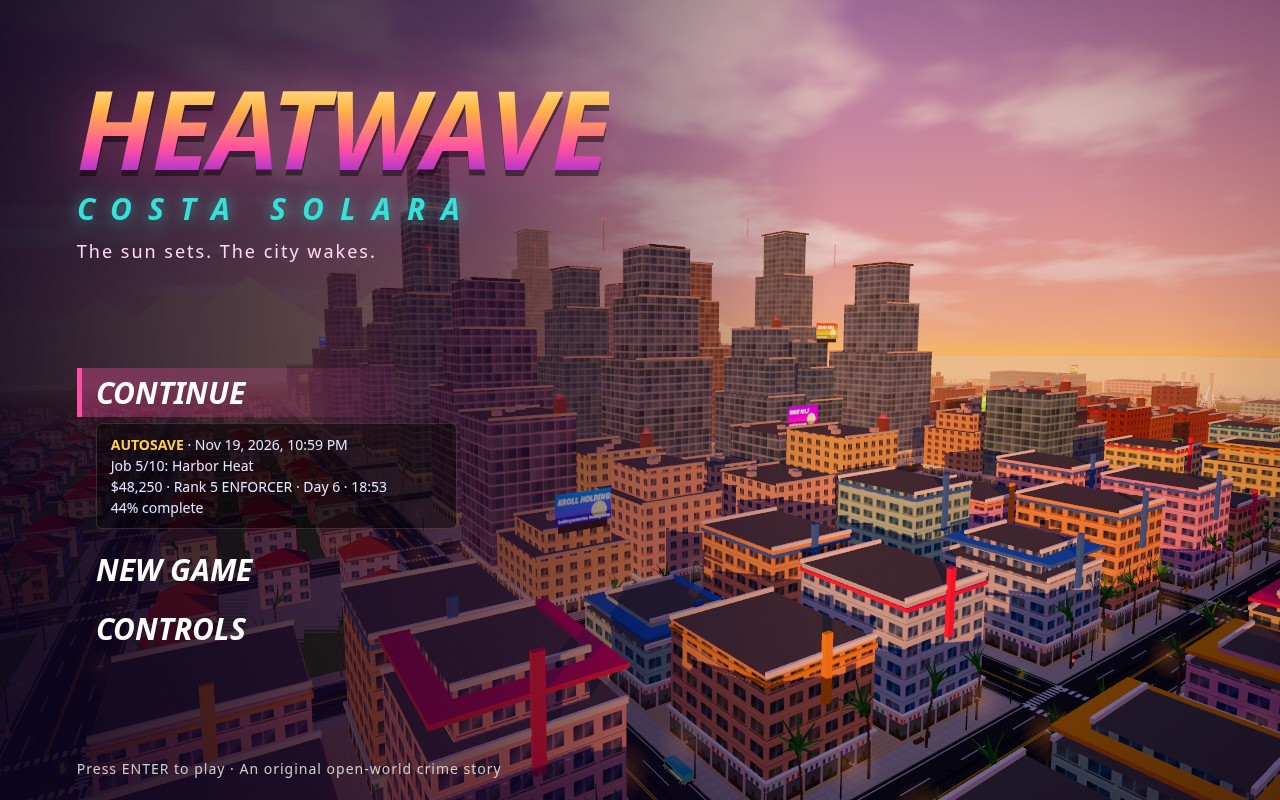 HEATWAVE
COSTA SOLARA
The sun sets. The city wakes.
CONTINUE
AUTOSAVE · Nov 19, 2026, 10:59 PM
Job 5/10: Harbor Heat
$48,250 · Rank 5 ENFORCER · Day 6 · 18:53
44% complete
KROLL HOLDING
NEW GAME
CONTROLS
Press ENTER to play · An original open-world crime story